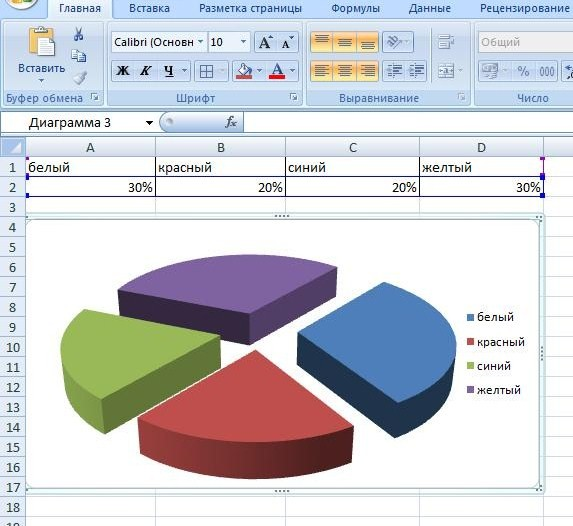 Главная Вставка Разметка страницы Формулы Данные Рецензирование
Calibri (Основн 10 А А Общий
Вставить Ж К Ч А % 000
Буфер обмена Шрифт Выравнивание Число
Диаграмма 3 fx
A B C D
1 белый красный синий желтый
2 30% 20% 20% 30%
3
4
5
6
7
8
9
10
11
12
13
14
15
16
17
18
белый
красный
синий
желтый